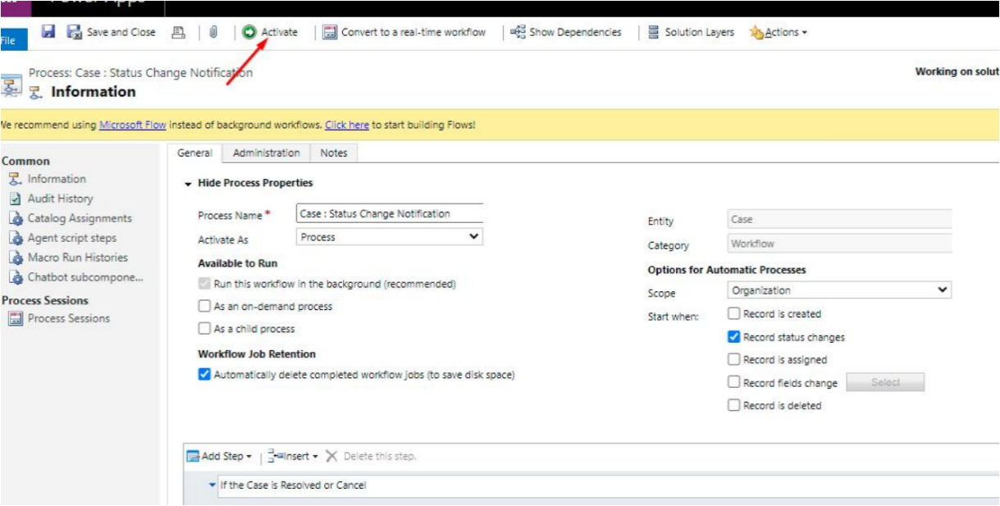 Power Apps
File Save and Close Activate Convert to a real-time workflow Show Dependencies Solution Layers Actions
Process: Case : Status Change Notification
Working on solut
Information
We recommend using Microsoft Flow instead of background workflows. Click here to start building Flows!
Common
Information
Audit History
Catalog Assignments
Agent script steps
Macro Run Histories
Chatbot subcompone...
Process Sessions
Process Sessions
General Administration Notes
Hide Process Properties
Process Name * Case : Status Change Notification
Activate As Process
Available to Run
Run this workflow in the background (recommended)
As an on-demand process
As a child process
Workflow Job Retention
Automatically delete completed workflow jobs (to save disk space)
Entity Case
Category Workflow
Options for Automatic Processes
Scope Organization
Start when: Record is created
Record status changes
Record is assigned
Record fields change Select
Record is deleted
Add Step Insert Delete this step.
If the Case is Resolved or Cancel